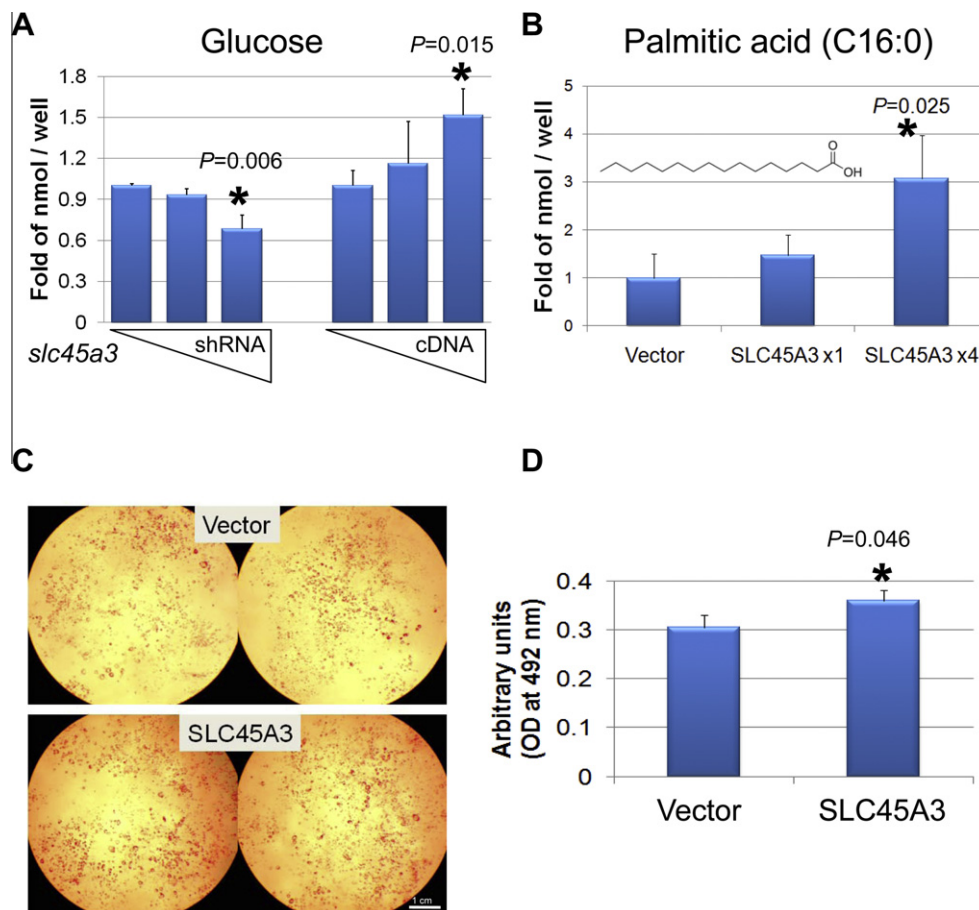 A
Glucose
P=0.015
*
P=0.006
*
Fold of nmol / well
1.8
1.5
1.2
0.9
0.6
0.3
0
slc45a3
shRNA
cDNA
B
Palmitic acid (C16:0)
P=0.025
*
Fold of nmol / well
5
4
3
2
1
0
O
OH
Vector
SLC45A3 x1
SLC45A3 x4
C
Vector
SLC45A3
1 cm
D
P=0.046
*
Arbitrary units
(OD at 492 nm)
0.4
0.3
0.2
0.1
0
Vector
SLC45A3